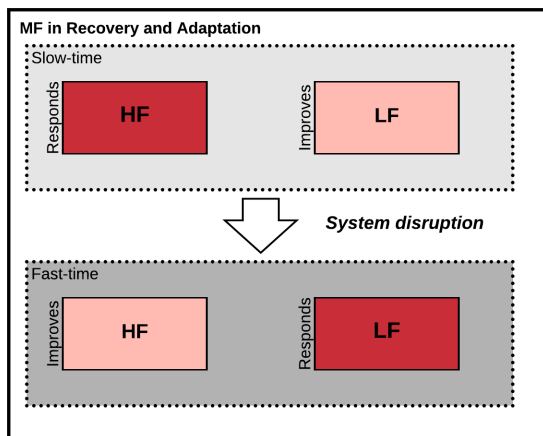 MF in Recovery and Adaptation
Slow-time
Responds
HF
Improves
LF
System disruption
Fast-time
Improves
HF
Responds
LF